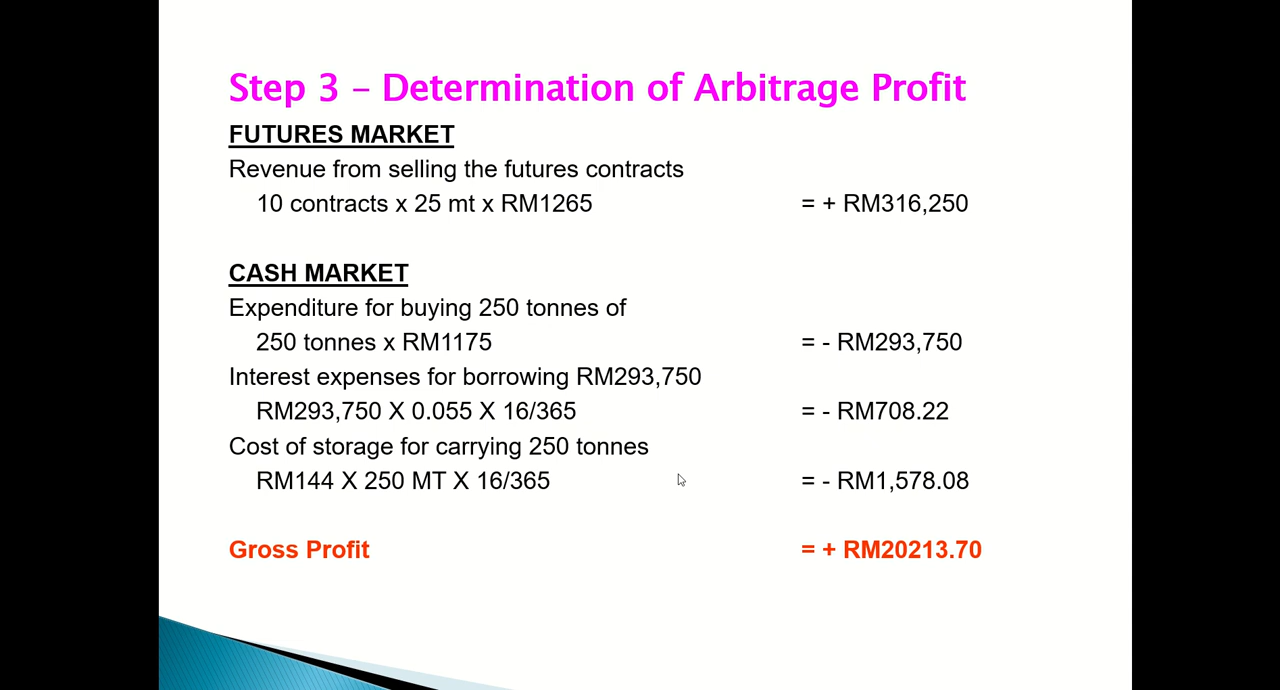 Step 3 – Determination of Arbitrage Profit
FUTURES MARKET
Revenue from selling the futures contracts
10 contracts x 25 mt x RM1265 = + RM316,250
CASH MARKET
Expenditure for buying 250 tonnes of
250 tonnes x RM1175 = - RM293,750
Interest expenses for borrowing RM293,750
RM293,750 X 0.055 X 16/365 = - RM708.22
Cost of storage for carrying 250 tonnes
RM144 X 250 MT X 16/365 = - RM1,578.08
Gross Profit = + RM20213.70